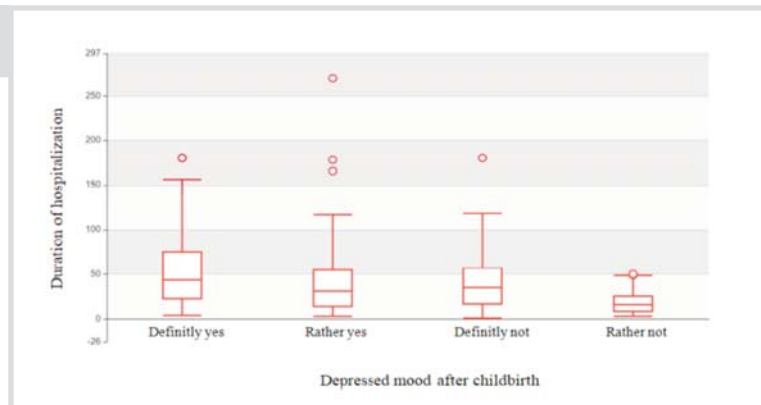 297
250
200
150
100
50
0
-26
Duration of hospitalization
Definitly yes Rather yes Definitly not Rather not
Depressed mood after childbirth